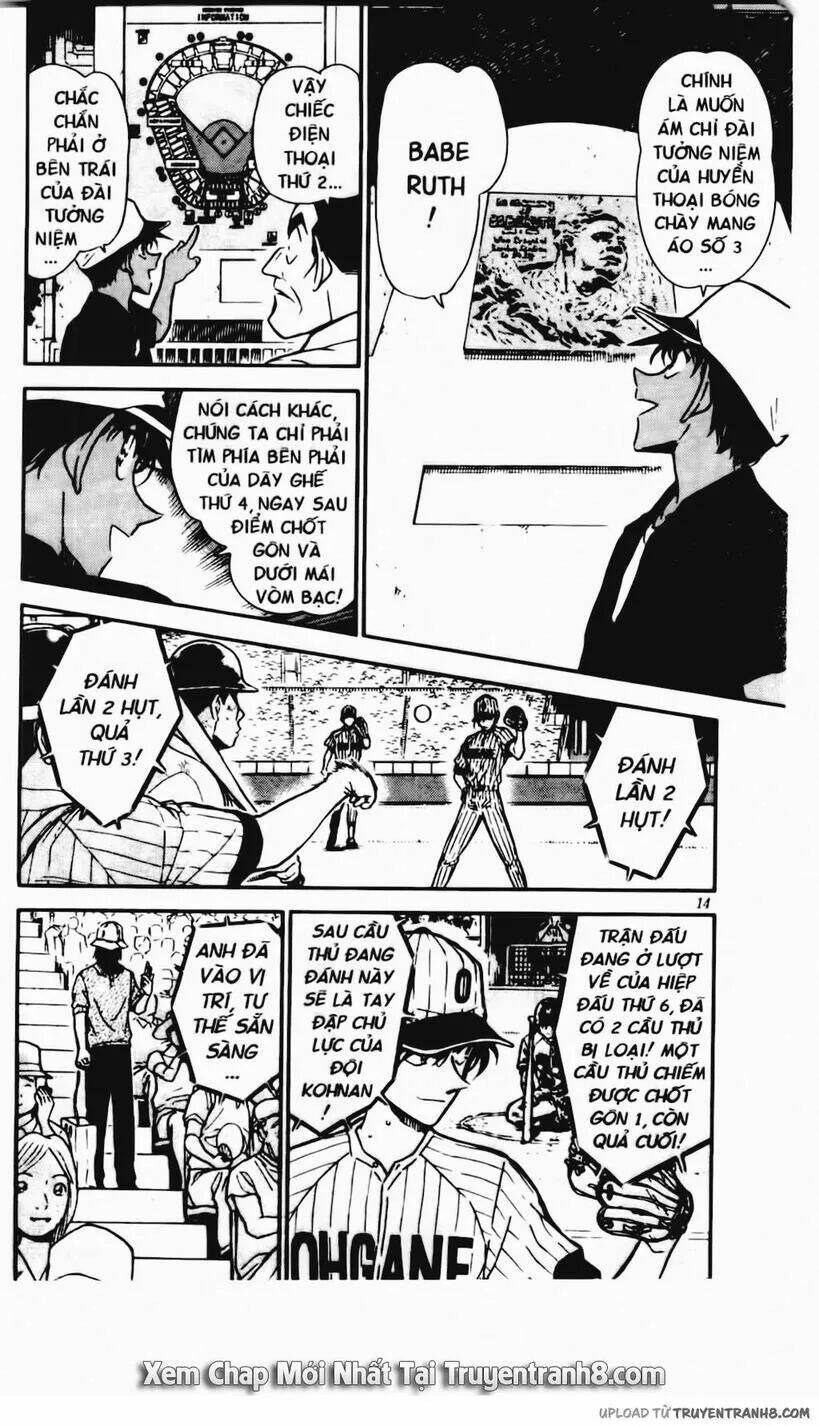 INFORMATION
CHÍNH
LÀ MUỐN
ÁM CHỈ ĐÀI
TƯỞNG NIỆM
CỦA HUYỀN
THOẠI BÓNG
CHÀY MANG
ÁO SỐ 3
...
BABE
RUTH
!
VẬY
CHIẾC
ĐIỆN
THOẠI
THỨ 2...
CHẮC
CHẮN
PHẢI Ở
BÊN TRÁI
CỦA ĐÀI
TƯỞNG
NIỆM
...
NÓI CÁCH KHÁC,
CHÚNG TA CHỈ PHẢI
TÌM PHÍA BÊN PHẢI
CỦA DÃY GHẾ
THỨ 4, NGAY SAU
ĐIỂM CHỐT
GÔN VÀ
DƯỚI MÁI
VÒM BẠC!
ĐÁNH
LẦN 2
HỤT!
ĐÁNH
LẦN 2 HỤT,
QUẢ
THỨ 3!
14
TRẬN ĐẤU
ĐANG Ở LƯỢT
VỀ CỦA HIỆP
ĐẤU THỨ 6, ĐÃ
CÓ 2 CẦU THỦ
BỊ LOẠI! MỘT
CẦU THỦ CHIẾM
ĐƯỢC CHỐT
GÔN 1, CÒN
QUẢ CUỐI!
SAU CẦU
THỦ ĐANG
ĐÁNH NÀY
SẼ LÀ TAY
ĐẬP CHỦ
LỰC CỦA
ĐỘI
KOHNAN
!
O
OHGANE
ANH ĐÃ
VÀO VỊ
TRÍ, TƯ
THẾ SẴN
SÀNG
...
Xem Chap Mới Nhất Tại Truyentranh8.com
UPLOAD TỪ TRUYENTRANH8.COM